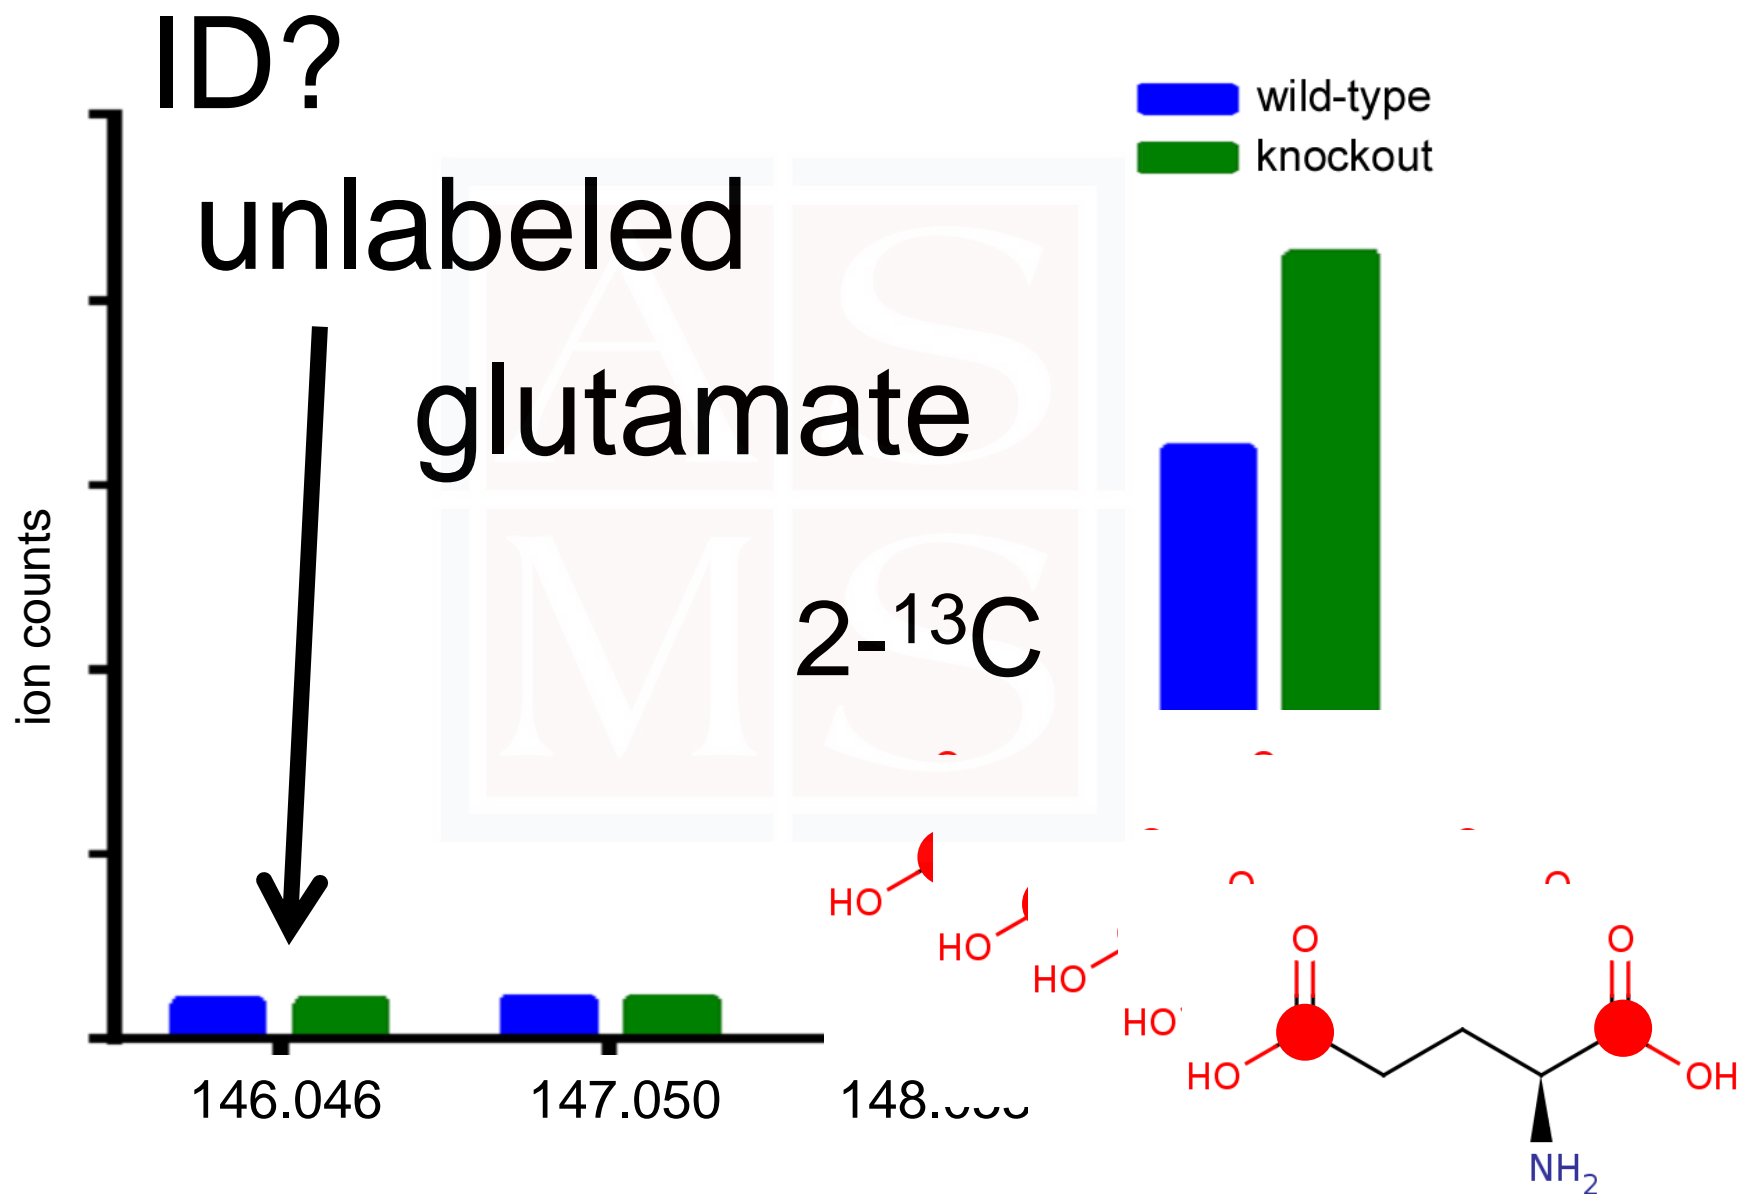 ID?
wild-type
knockout
unlabeled
glutamate
ion counts
2-¹³C
HO
HO
HO
HO
O
O
HO
OH
NH₂
146.046
147.050
A S
M S